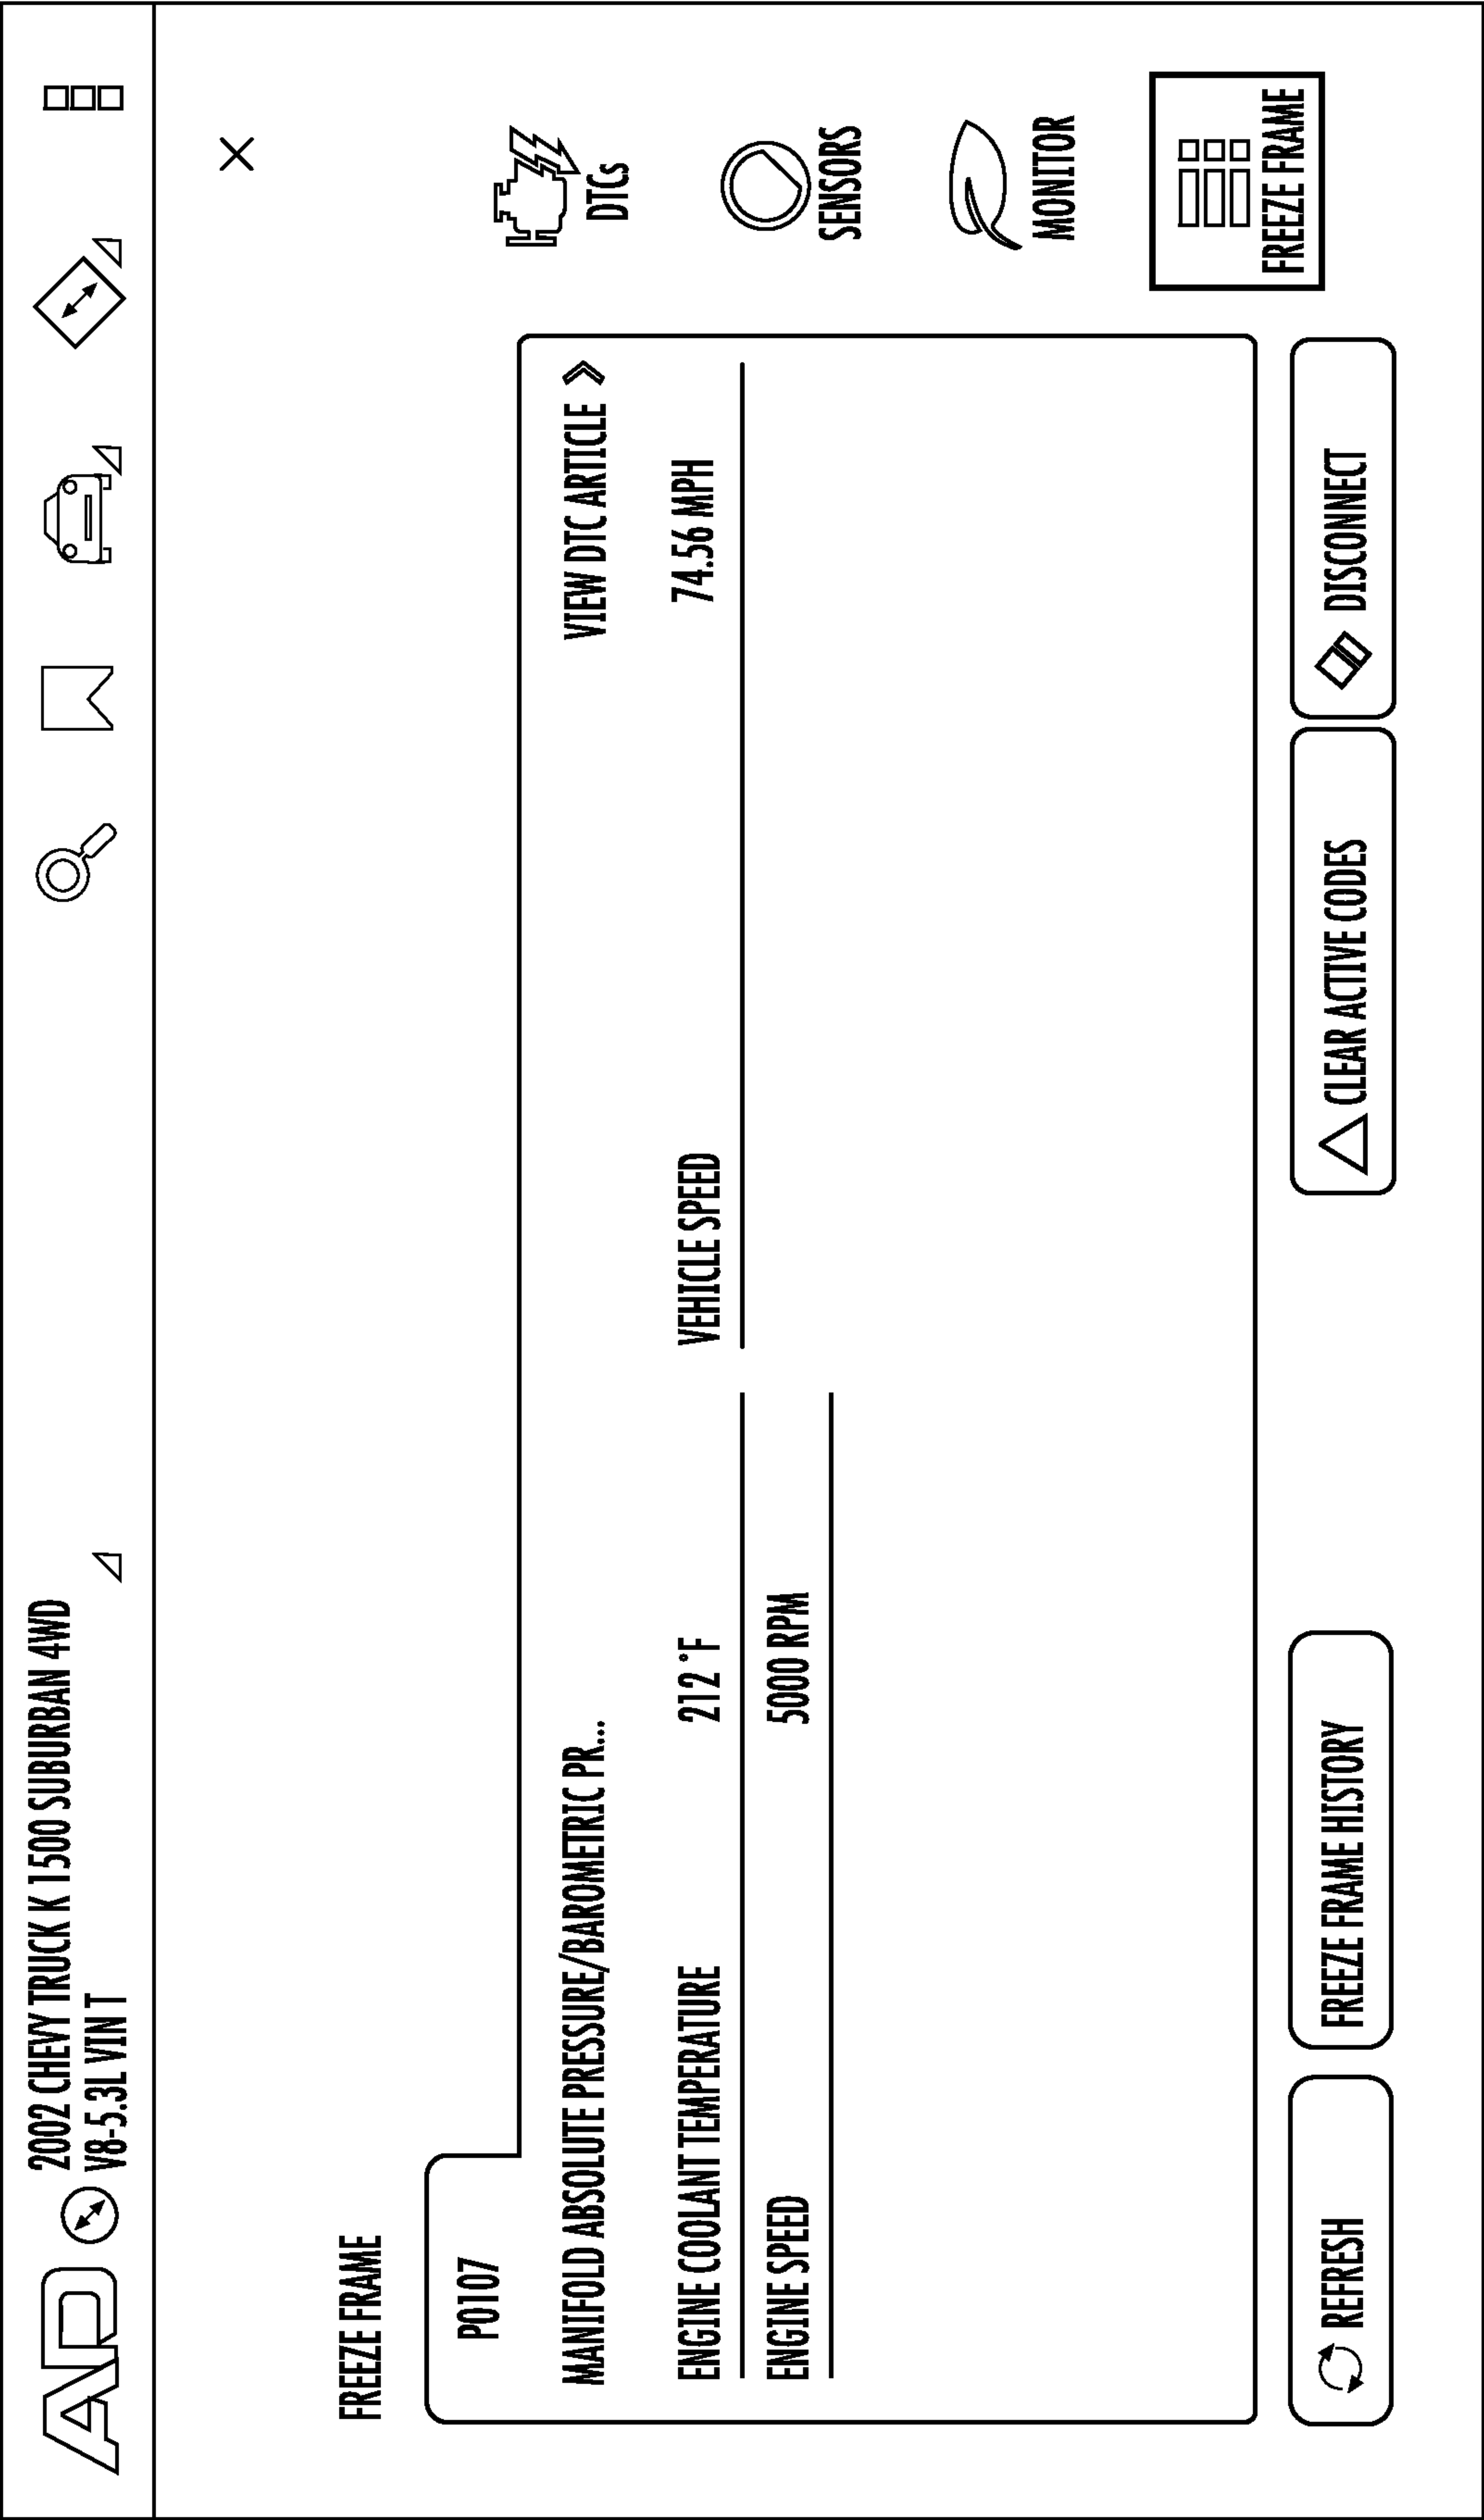 AD
2002 CHEVY TRUCK K 1500 SUBURBAN 4WD
V8-5.3L VIN T
FREEZE FRAME
P0107
MANIFOLD ABSOLUTE PRESSURE/BAROMETRIC PR...
VIEW DTC ARTICLE
ENGINE COOLANT TEMPERATURE 212°F
VEHICLE SPEED 74.56 MPH
ENGINE SPEED 5000 RPM
DTCS
SENSORS
MONITOR
FREEZE FRAME
REFRESH
FREEZE FRAME HISTORY
CLEAR ACTIVE CODES
DISCONNECT